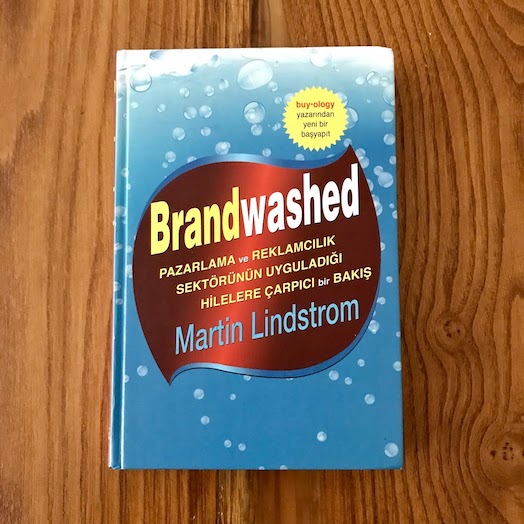 buy-ology
yazarından
yeni bir
başyapıt
Brandwashed
PAZARLAMA ve REKLAMCILIK
SEKTÖRÜNÜN UYGULADIĞI
HİLELERE ÇARPICI bir BAKIŞ
Martin Lindstrom